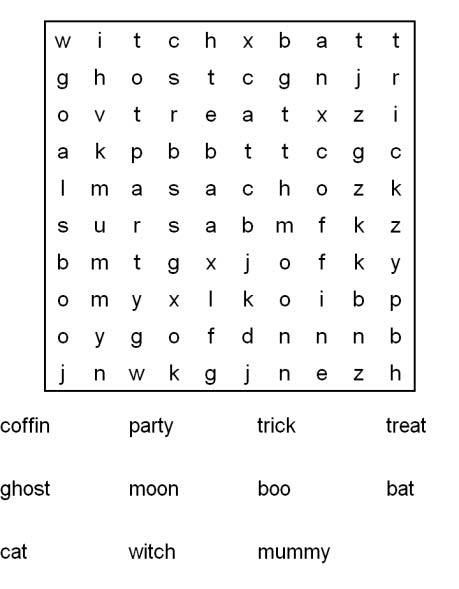 w i t c h x b a t t
g h o s t c g n j r
o v t r e a t x z i
a k p b b t t c g c
l m a s a c h o z k
s u r s a b m f k z
b m t g x j o f k y
o m y x l k o i b p
o y g o f d n n n b
j n w k g j n e z h
coffin party trick treat
ghost moon boo bat
cat witch mummy